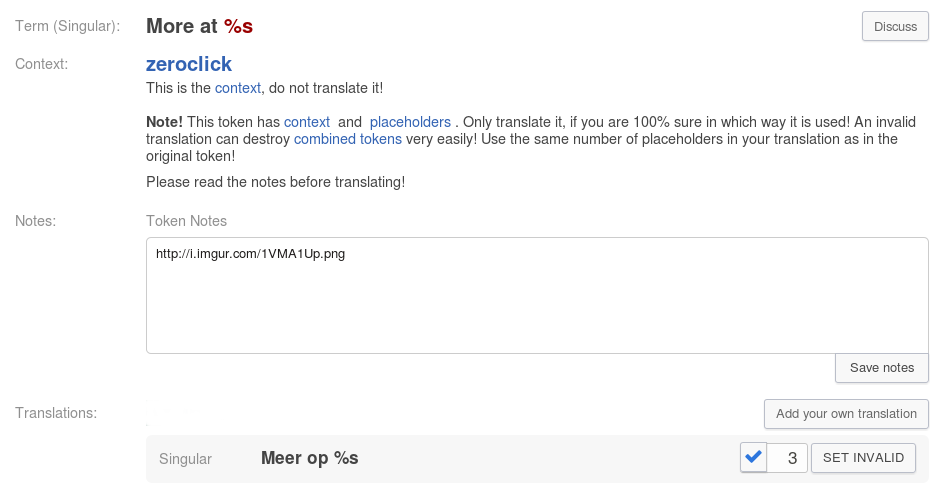 Term (Singular): More at %s Discuss
Context: zeroclick
This is the context, do not translate it!
Note! This token has context and placeholders . Only translate it, if you are 100% sure in which way it is used! An invalid
translation can destroy combined tokens very easily! Use the same number of placeholders in your translation as in the
original token!
Please read the notes before translating!
Notes: Token Notes
http://i.imgur.com/1VMA1Up.png
Save notes
Translations: Add your own translation
Singular Meer op %s 3 SET INVALID